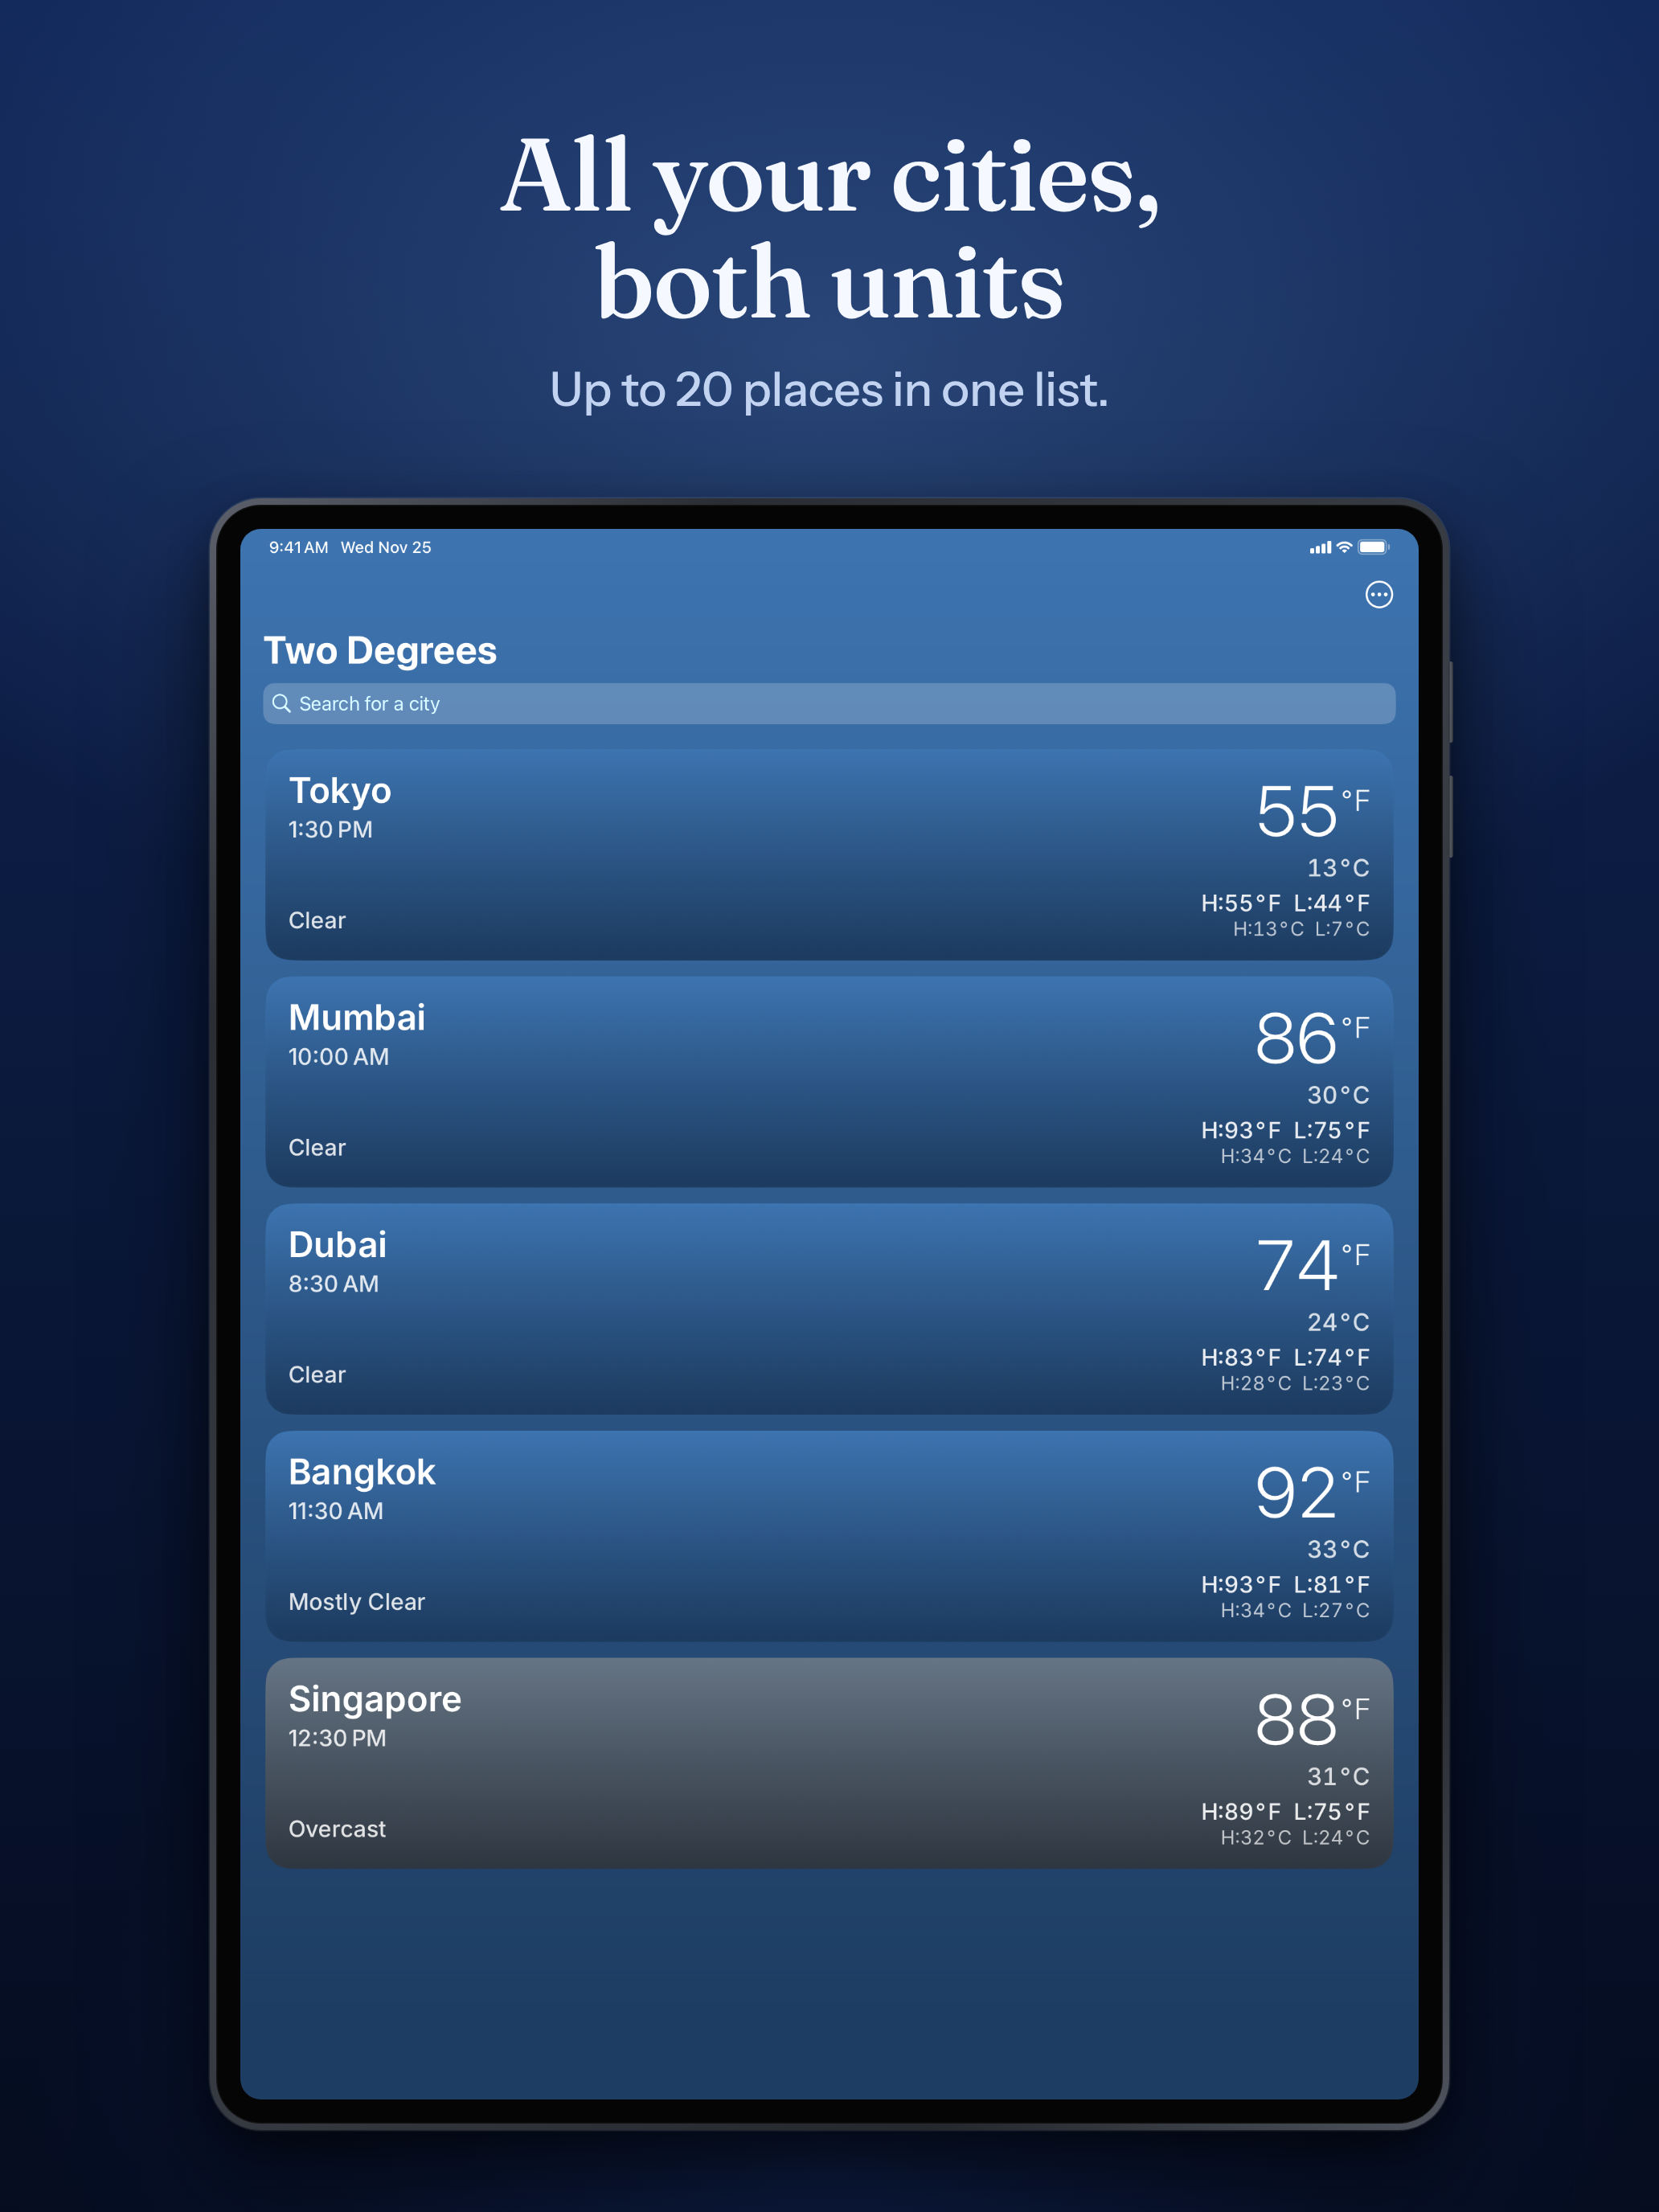 All your cities,
both units
Up to 20 places in one list.
9:41 AM Wed Nov 25
Two Degrees
Search for a city
Tokyo
1:30 PM
Clear
55°F
13°C
H:55°F L:44°F
H:13°C L:7°C
Mumbai
10:00 AM
Clear
86°F
30°C
H:93°F L:75°F
H:34°C L:24°C
Dubai
8:30 AM
Clear
74°F
24°C
H:83°F L:74°F
H:28°C L:23°C
Bangkok
11:30 AM
Mostly Clear
92°F
33°C
H:93°F L:81°F
H:34°C L:27°C
Singapore
12:30 PM
Overcast
88°F
31°C
H:89°F L:75°F
H:32°C L:24°C